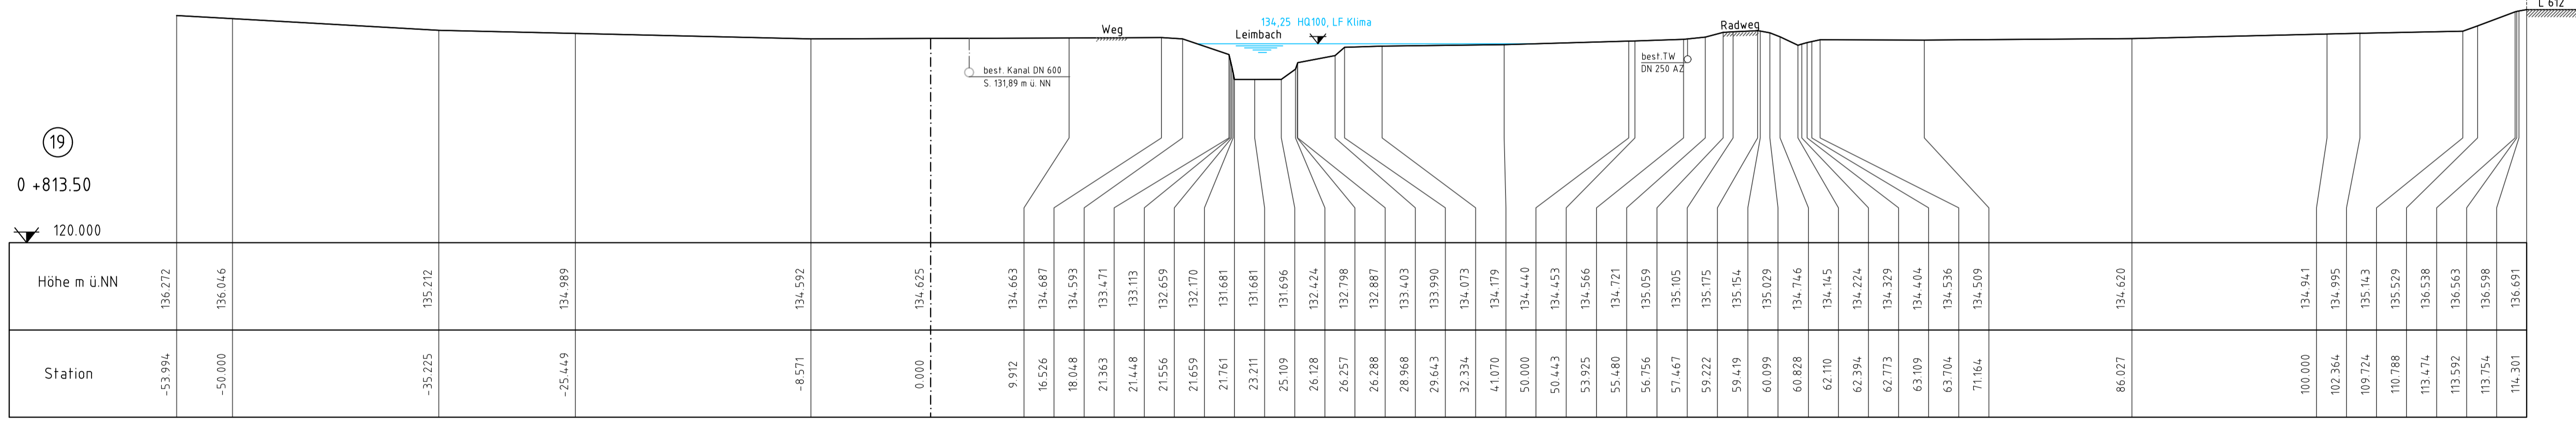 L 612
134,25 HQ100, LF Klima
Weg
Leimbach
Radweg
best. Kanal DN 600
S. 131,89 m ü. NN
best.TW
DN 250 AZ
19
0 +813.50
120.000
Höhe m ü.NN 136.272 136.046 135.212 134.989 134.592 134.625 134.663 134.687 134.593 133.471 133.113 132.659 132.170 131.681 131.681 131.696 132.424 132.798 132.887 133.403 133.990 134.073 134.179 134.440 134.453 134.566 134.721 135.059 135.105 135.175 135.154 135.029 134.746 134.145 134.224 134.329 134.404 134.536 134.509 134.620 134.941 134.995 135.143 135.529 136.538 136.563 136.598 136.691
Station -53.994 -50.000 -35.225 -25.449 -8.571 0.000 9.912 16.526 18.048 21.363 21.448 21.556 21.659 21.761 23.211 25.109 26.128 26.257 26.288 28.968 29.643 32.334 41.070 50.000 50.443 53.925 55.480 56.756 57.467 59.222 59.419 60.099 60.828 62.110 62.394 62.773 63.109 63.704 71.164 86.027 100.000 102.364 109.724 110.788 113.474 113.592 113.754 114.301